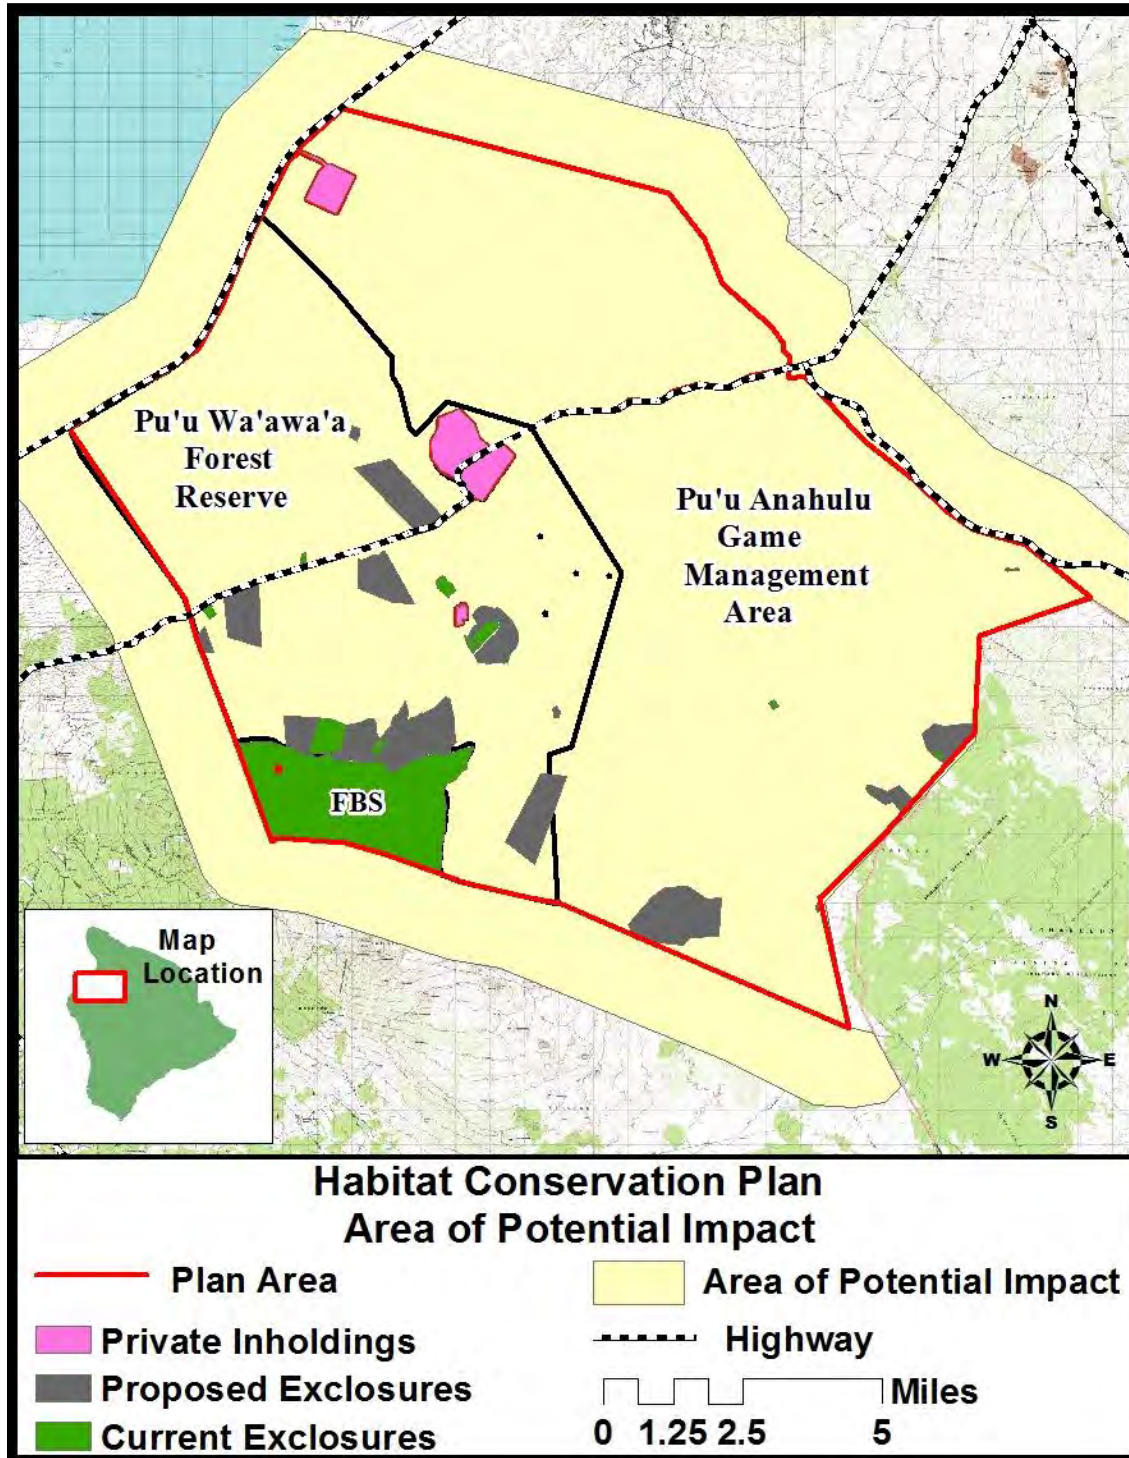 Pu'u Wa'awa'a
Forest
Reserve
Pu'u Anahulu
Game
Management
Area
FBS
Map
Location
N
W
E
S
Habitat Conservation Plan
Area of Potential Impact
Plan Area
Area of Potential Impact
Private Inholdings
Highway
Proposed Exclosures
Miles
0 1.25 2.5 5
Current Exclosures